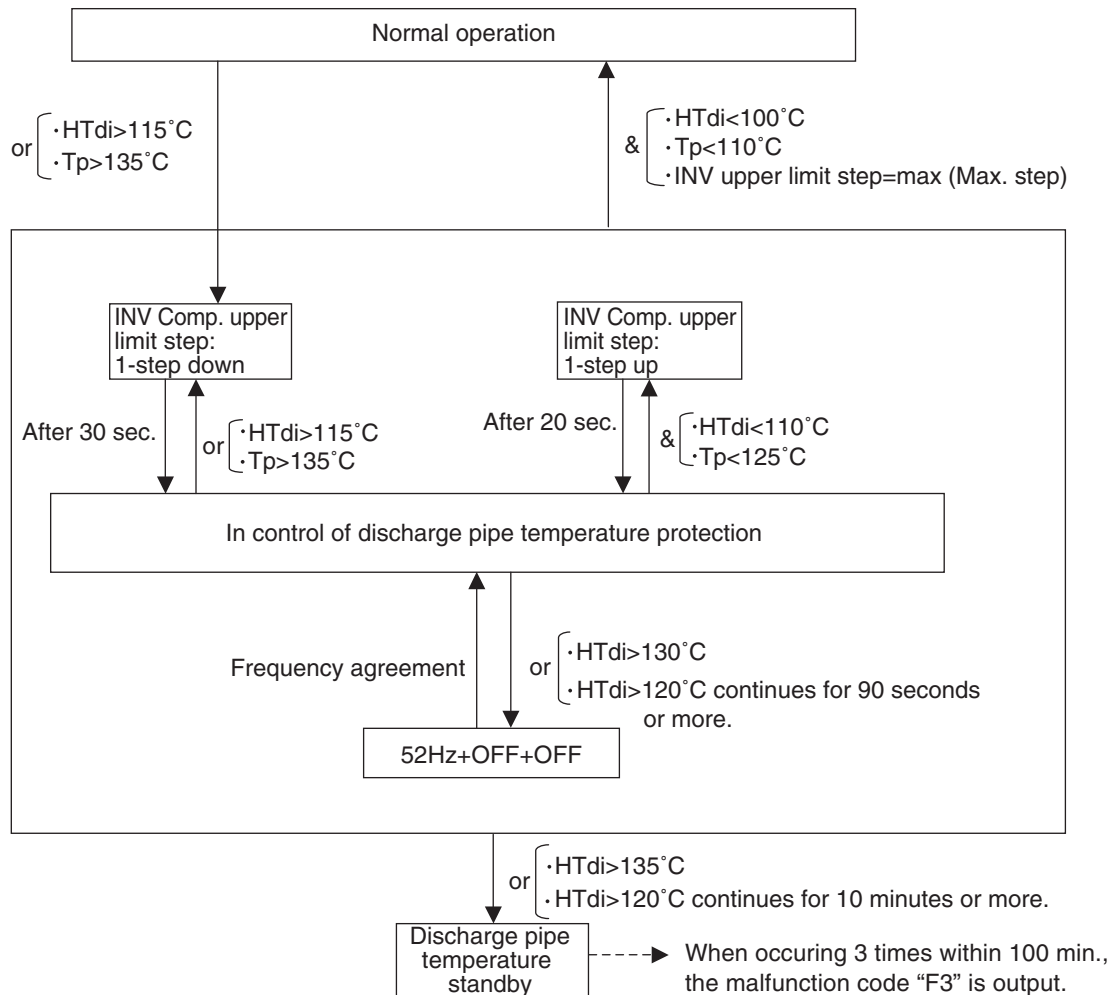 Normal operation
or
·HTdi>115˚C
·Tp>135˚C
&
·HTdi<100˚C
·Tp<110˚C
·INV upper limit step=max (Max. step)
INV Comp. upper
limit step:
1-step down
INV Comp. upper
limit step:
1-step up
After 30 sec.
or
·HTdi>115˚C
·Tp>135˚C
After 20 sec.
&
·HTdi<110˚C
·Tp<125˚C
In control of discharge pipe temperature protection
Frequency agreement
or
·HTdi>130˚C
·HTdi>120˚C continues for 90 seconds
or more.
52Hz+OFF+OFF
or
·HTdi>135˚C
·HTdi>120˚C continues for 10 minutes or more.
Discharge pipe
temperature
standby
When occuring 3 times within 100 min.,
the malfunction code “F3” is output.